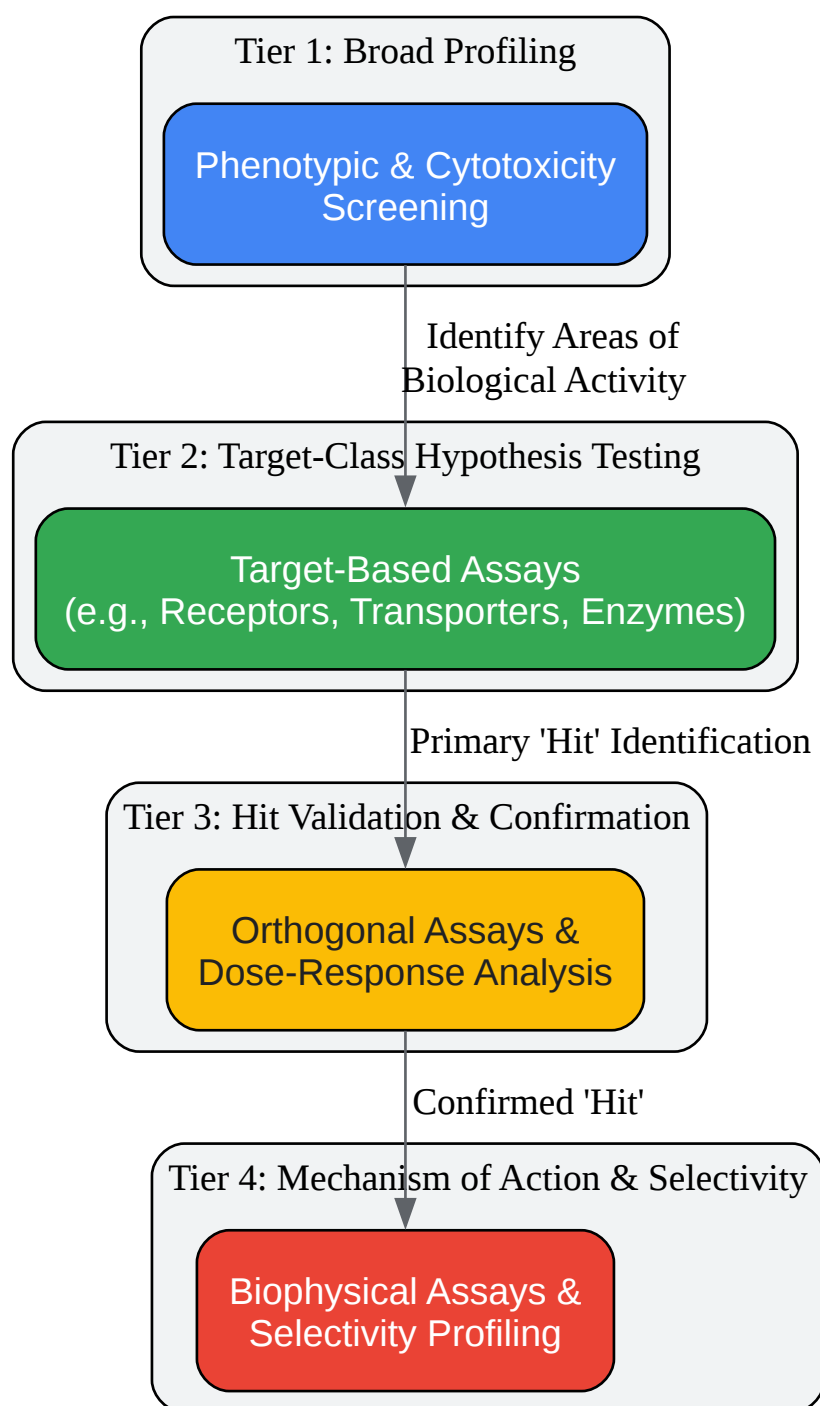 Tier 1: Broad Profiling
Phenotypic & Cytotoxicity
Screening
Identify Areas of
Biological Activity
Tier 2: Target-Class Hypothesis Testing
Target-Based Assays
(e.g., Receptors, Transporters, Enzymes)
Primary 'Hit' Identification
Tier 3: Hit Validation & Confirmation
Orthogonal Assays &
Dose-Response Analysis
Confirmed 'Hit'
Tier 4: Mechanism of Action & Selectivity
Biophysical Assays &
Selectivity Profiling